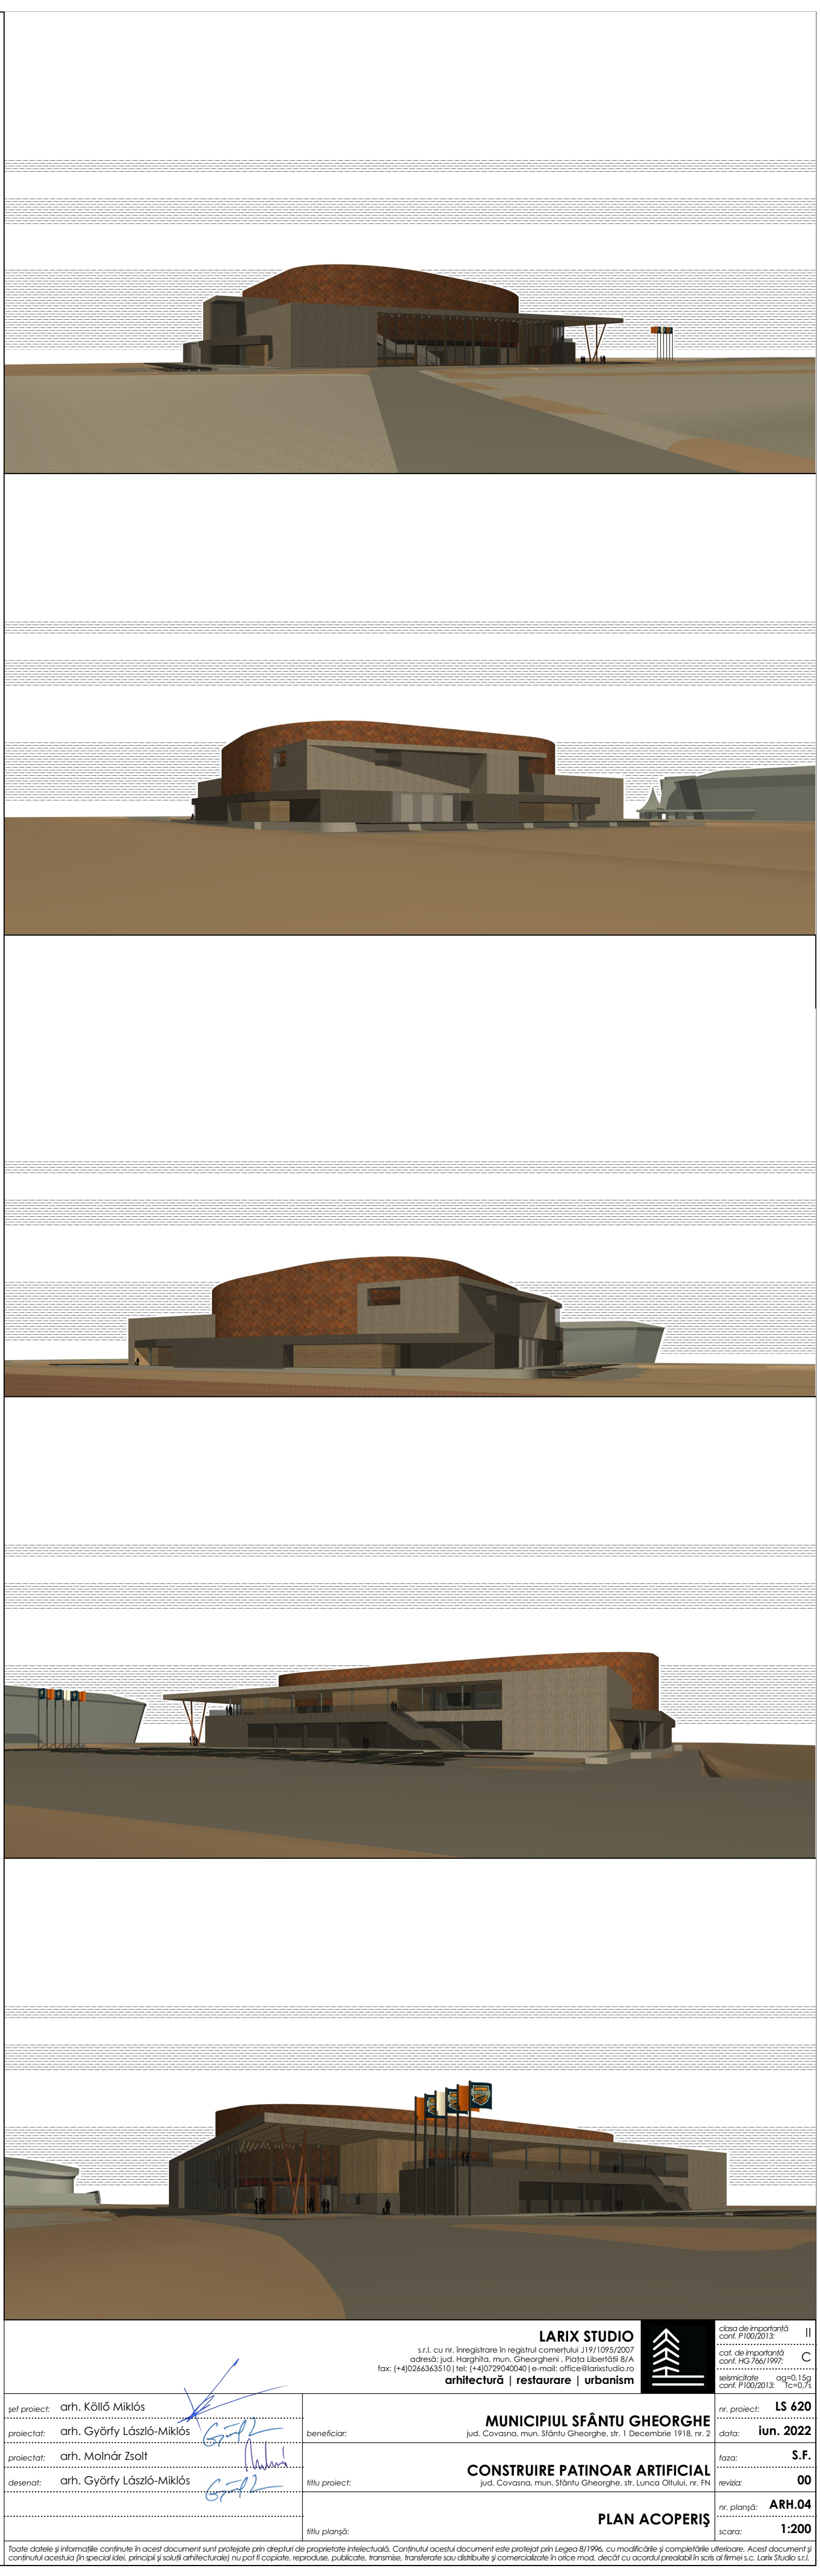 LARIX STUDIO
s.r.l. cu nr. înregistrare în registrul comerțului J19/1095/2007
adresă: jud. Harghita, mun. Gheorgheni , Piața Libertății 8/A
fax: (+4)0266363510|tel: (+4)0729040040|e-mail: office@larixstudio.ro
arhitectură | restaurare | urbanism
clasa de importanță
conf. P100/2013: II
cat. de importanță
conf. HG 766/1997: C
seismicitate ag=0,15g
conf. P100/2013: Tc=0,7s
șef proiect: arh. Köllő Miklós
proiectat: arh. Györfy László-Miklós
proiectat: arh. Molnár Zsolt
desenat: arh. Györfy László-Miklós
beneficiar: MUNICIPIUL SFÂNTU GHEORGHE
jud. Covasna, mun. Sfântu Gheorghe, str. 1 Decembrie 1918, nr. 2
titlu proiect: CONSTRUIRE PATINOAR ARTIFICIAL
jud. Covasna, mun. Sfântu Gheorghe, str. Lunca Oltului, nr. FN
titlu planșă: PLAN ACOPERIŞ
nr. proiect: LS 620
data: iun. 2022
faza: S.F.
revizia: 00
nr. planșă: ARH.04
scara: 1:200
Toate datele și informațiile conținute în acest document sunt protejate prin drepturi de proprietate intelectuală. Conținutul acestui document este protejat prin Legea 8/1996, cu modificările și completările ulterioare. Acest document și
conținutul acestuia (în special idei, principii și soluții arhitecturale) nu pot fi copiate, reproduse, publicate, transmise, transferate sau distribuite și comercializate în orice mod, decât cu acordul prealabil în scris al firmei s.c. Larix Studio s.r.l.